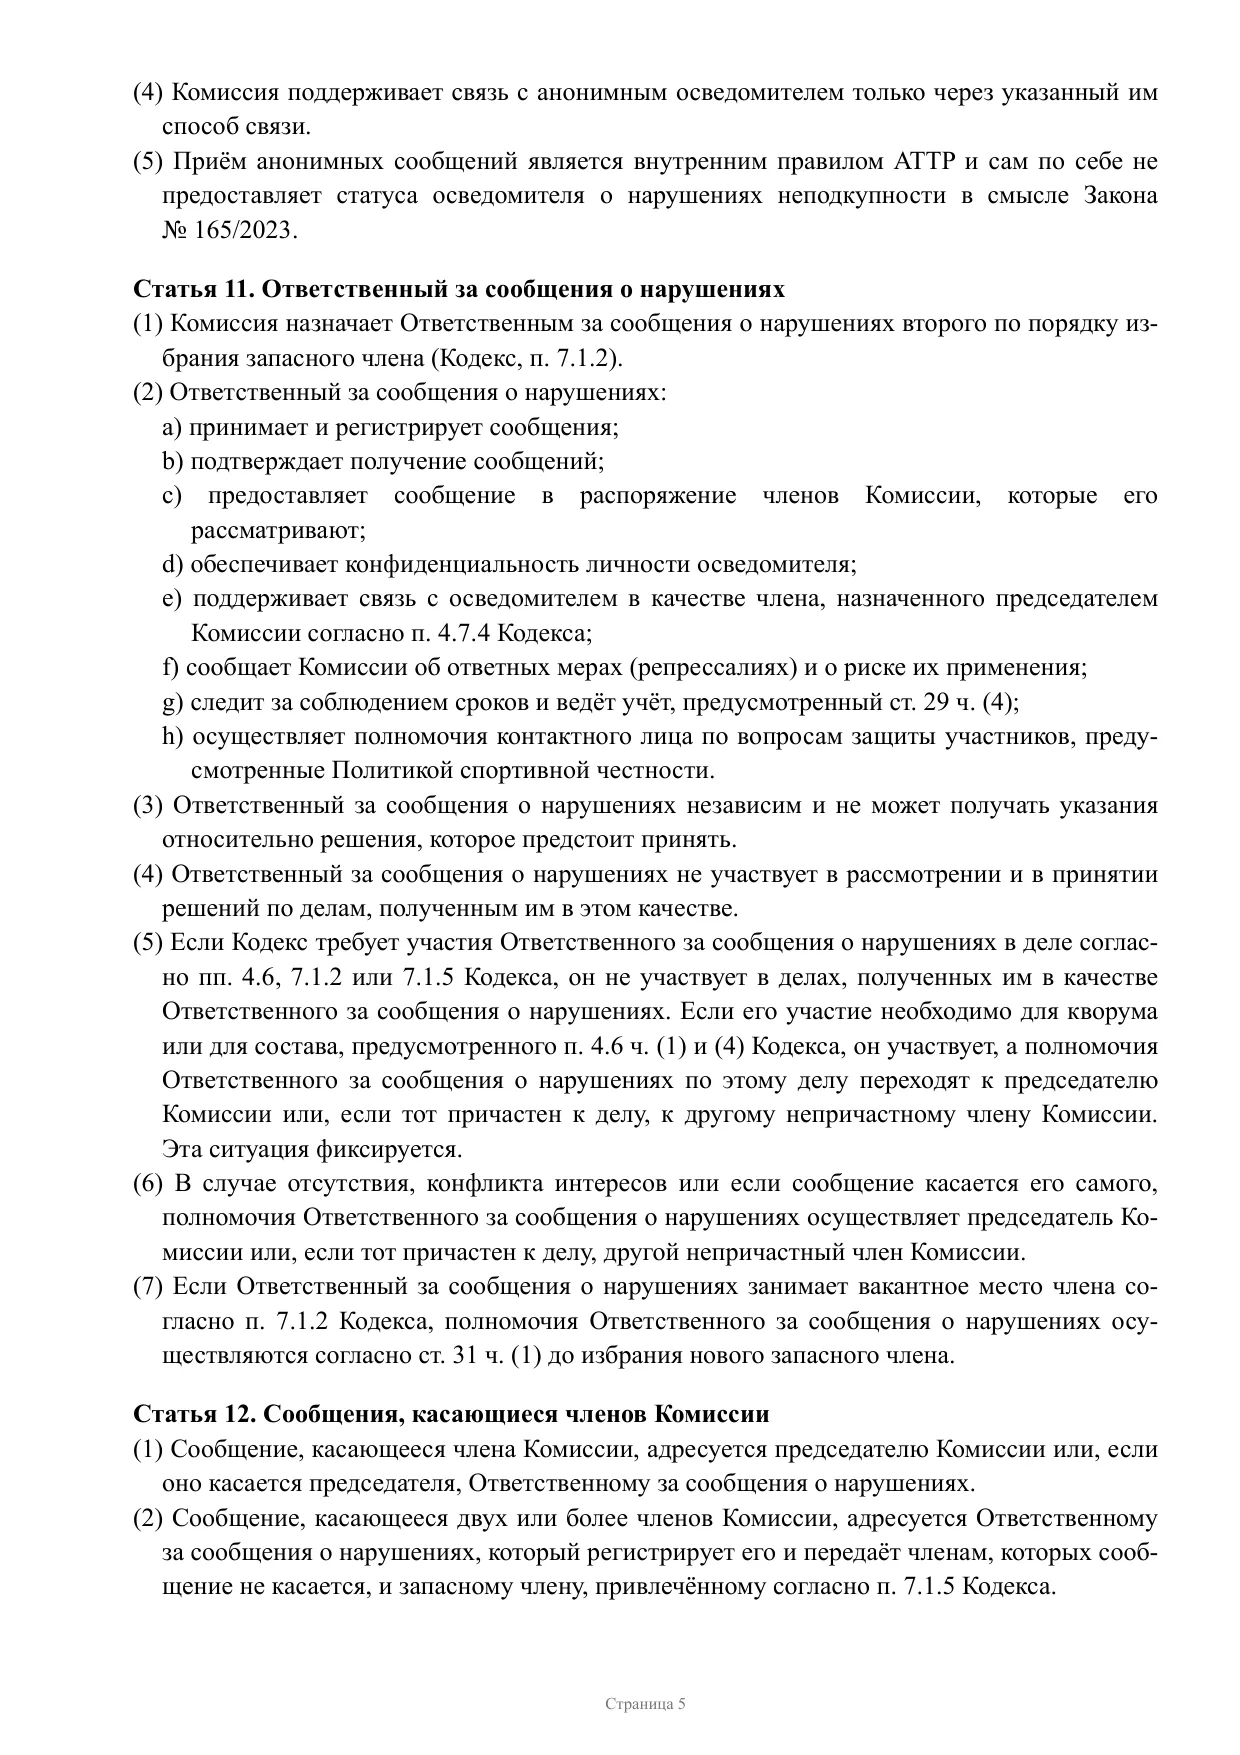 (4) Комиссия поддерживает связь с анонимным осведомителем только через указанный им
способ связи.
(5) Приём анонимных сообщений является внутренним правилом АТТР и сам по себе не
предоставляет статуса осведомителя о нарушениях неподкупности в смысле Закона
№ 165/2023.
Статья 11. Ответственный за сообщения о нарушениях
(1) Комиссия назначает Ответственным за сообщения о нарушениях второго по порядку из-
брания запасного члена (Кодекс, п. 7.1.2).
(2) Ответственный за сообщения о нарушениях:
a) принимает и регистрирует сообщения;
b) подтверждает получение сообщений;
c) предоставляет сообщение в распоряжение членов Комиссии, которые его
рассматривают;
d) обеспечивает конфиденциальность личности осведомителя;
e) поддерживает связь с осведомителем в качестве члена, назначенного председателем
Комиссии согласно п. 4.7.4 Кодекса;
f) сообщает Комиссии об ответных мерах (репрессалиях) и о риске их применения;
g) следит за соблюдением сроков и ведёт учёт, предусмотренный ст. 29 ч. (4);
h) осуществляет полномочия контактного лица по вопросам защиты участников, преду-
смотренные Политикой спортивной честности.
(3) Ответственный за сообщения о нарушениях независим и не может получать указания
относительно решения, которое предстоит принять.
(4) Ответственный за сообщения о нарушениях не участвует в рассмотрении и в принятии
решений по делам, полученным им в этом качестве.
(5) Если Кодекс требует участия Ответственного за сообщения о нарушениях в деле соглас-
но пп. 4.6, 7.1.2 или 7.1.5 Кодекса, он не участвует в делах, полученных им в качестве
Ответственного за сообщения о нарушениях. Если его участие необходимо для кворума
или для состава, предусмотренного п. 4.6 ч. (1) и (4) Кодекса, он участвует, а полномочия
Ответственного за сообщения о нарушениях по этому делу переходят к председателю
Комиссии или, если тот причастен к делу, к другому непричастному члену Комиссии.
Эта ситуация фиксируется.
(6) В случае отсутствия, конфликта интересов или если сообщение касается его самого,
полномочия Ответственного за сообщения о нарушениях осуществляет председатель Ко-
миссии или, если тот причастен к делу, другой непричастный член Комиссии.
(7) Если Ответственный за сообщения о нарушениях занимает вакантное место члена со-
гласно п. 7.1.2 Кодекса, полномочия Ответственного за сообщения о нарушениях осу-
ществляются согласно ст. 31 ч. (1) до избрания нового запасного члена.
Статья 12. Сообщения, касающиеся членов Комиссии
(1) Сообщение, касающееся члена Комиссии, адресуется председателю Комиссии или, если
оно касается председателя, Ответственному за сообщения о нарушениях.
(2) Сообщение, касающееся двух или более членов Комиссии, адресуется Ответственному
за сообщения о нарушениях, который регистрирует его и передаёт членам, которых сооб-
щение не касается, и запасному члену, привлечённому согласно п. 7.1.5 Кодекса.
Страница 5